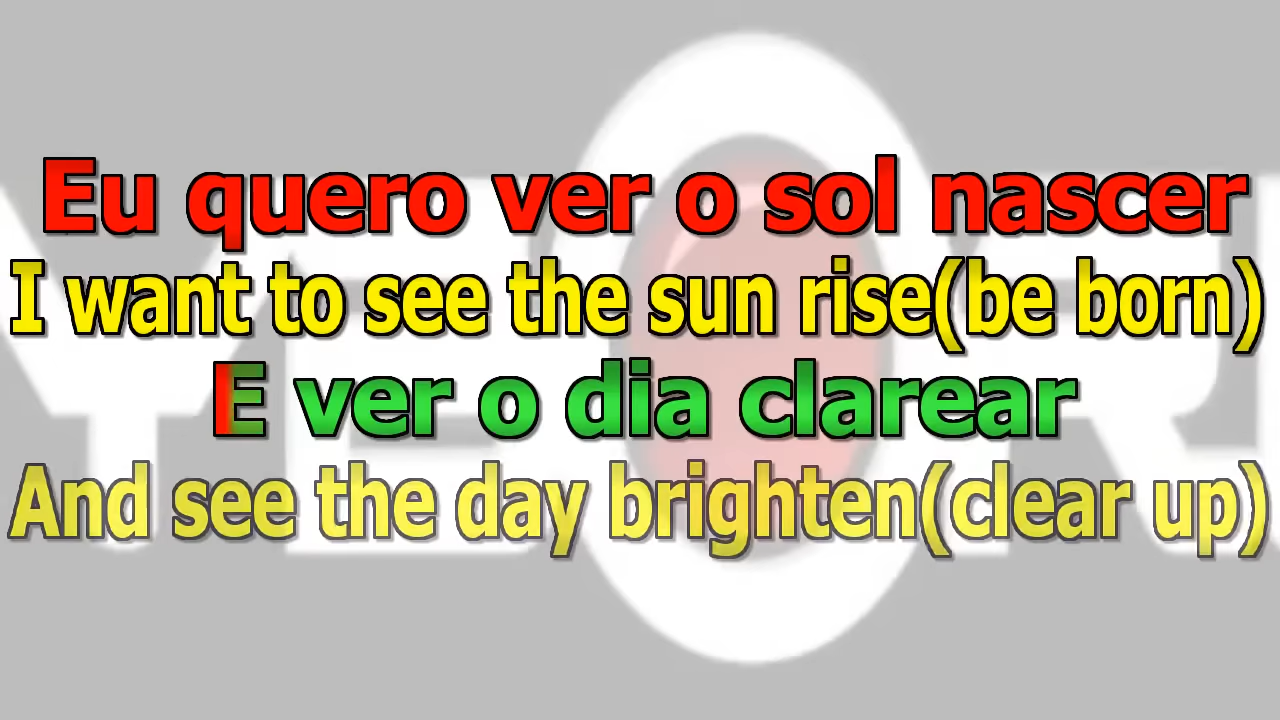 Eu quero ver o sol nascer
I want to see the sun rise(be born)
E ver o dia clarear
And see the day brighten(clear up)